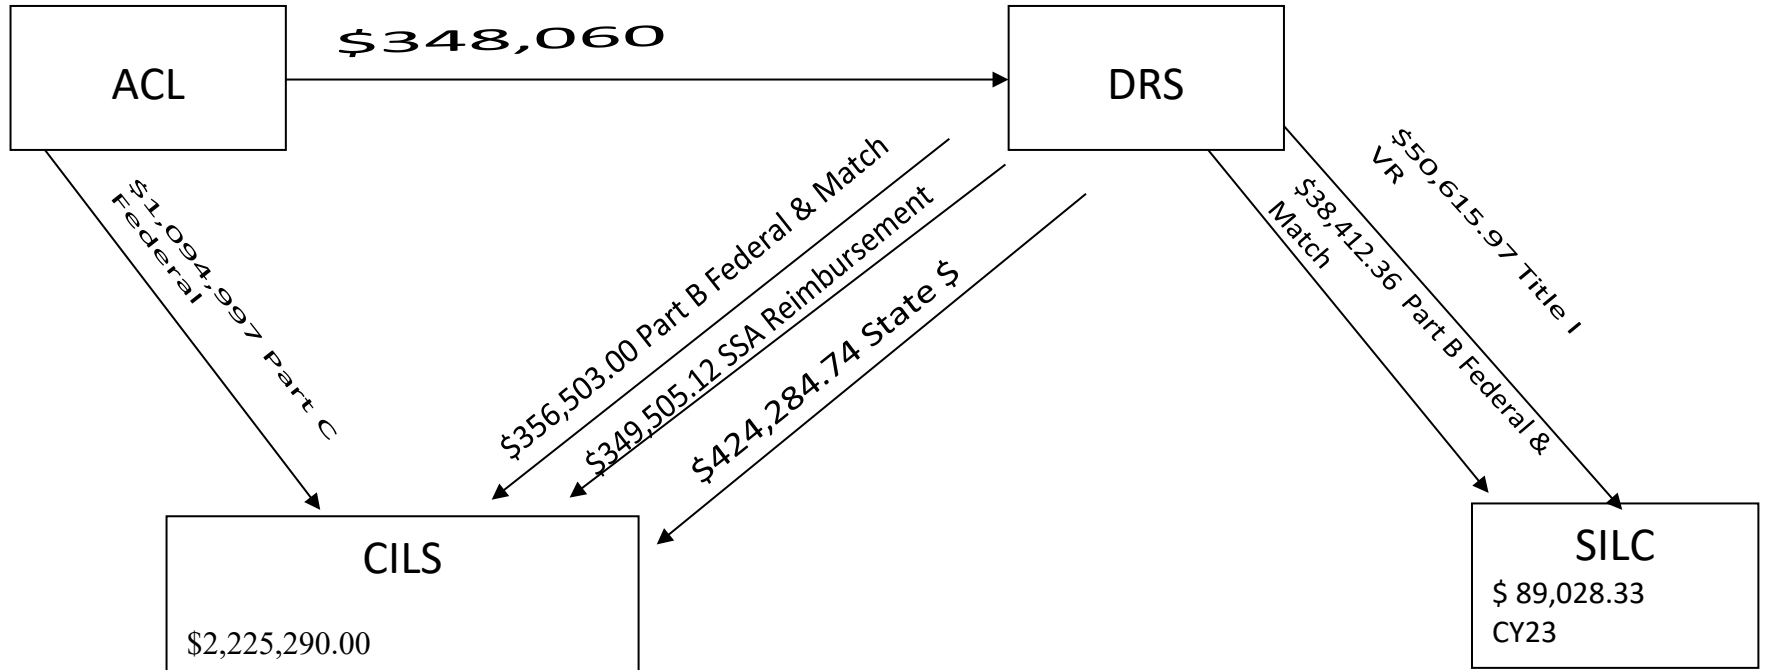 $348,060
ACL
DRS
$1,094,997 Part C
Federal
$356,503.00 Part B Federal & Match
$349,505.12 SSA Reimbursement
$424,284.74 State $
$50,615.97 Title I
VR
$38,412.36 Part B Federal &
Match
CILS
$2,225,290.00
SILC
$ 89,028.33
CY23